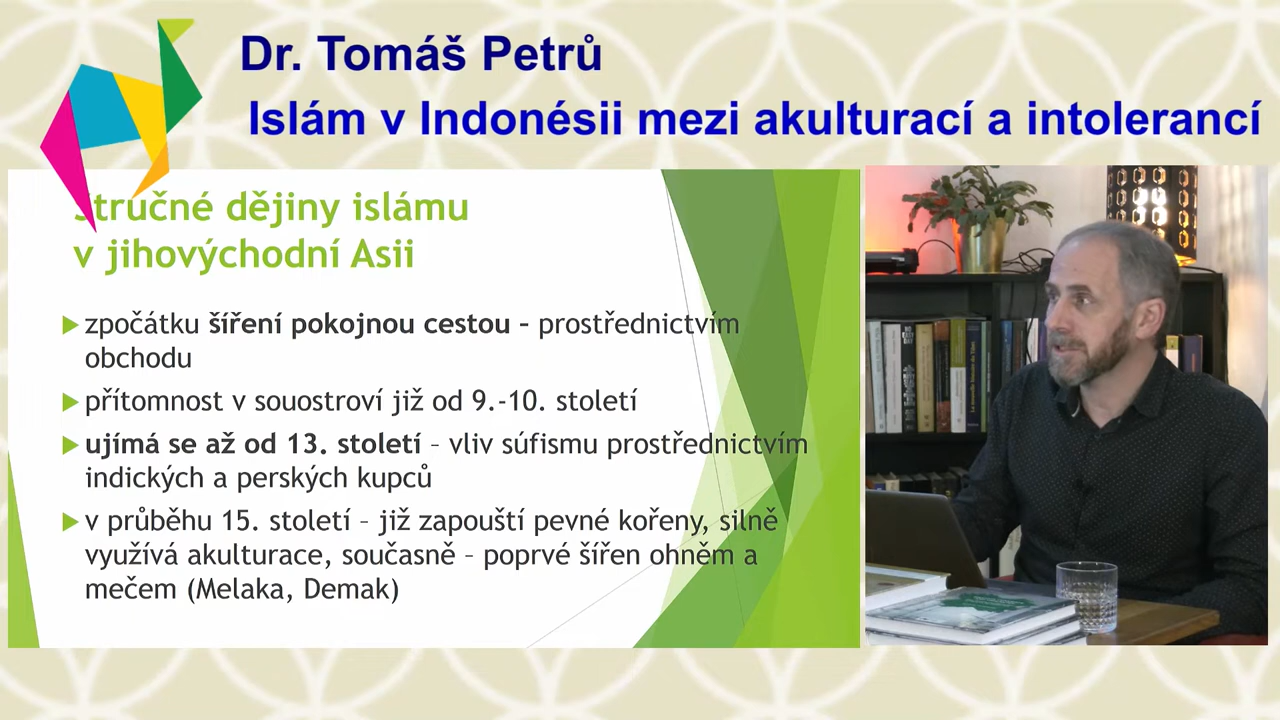 Dr. Tomáš Petrů
Islám v Indonésii mezi akulturací a intolerancí
Stručné dějiny islámu
v jihovýchodní Asii
zpočátku šíření pokojnou cestou – prostřednictvím
obchodu
přítomnost v souostroví již od 9.-10. století
ujímá se až od 13. století – vliv súfismu prostřednictvím
indických a perských kupců
v průběhu 15. století – již zapouští pevné kořeny, silně
využívá akulturace, současně – poprvé šířen ohněm a
mečem (Melaka, Demak)